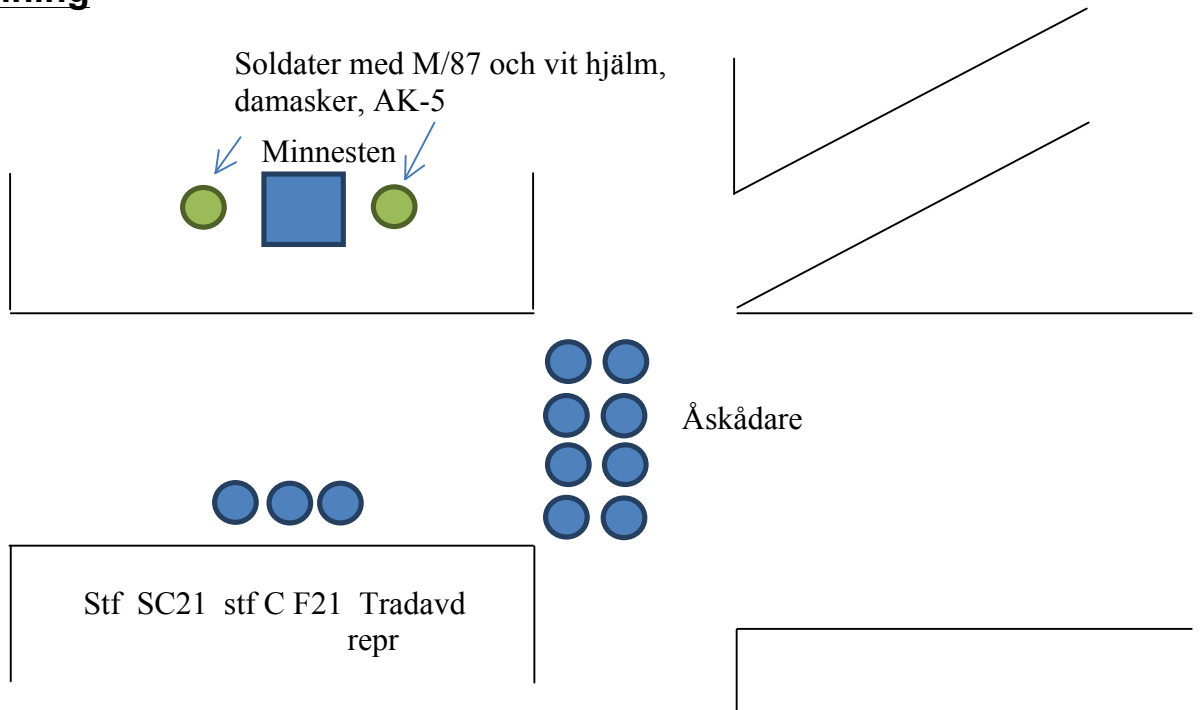 Soldater med M/87 och vit hjälm,
damasker, AK-5
Minnesten
Åskådare
Stf SC21 stf C F21 Tradavd
repr